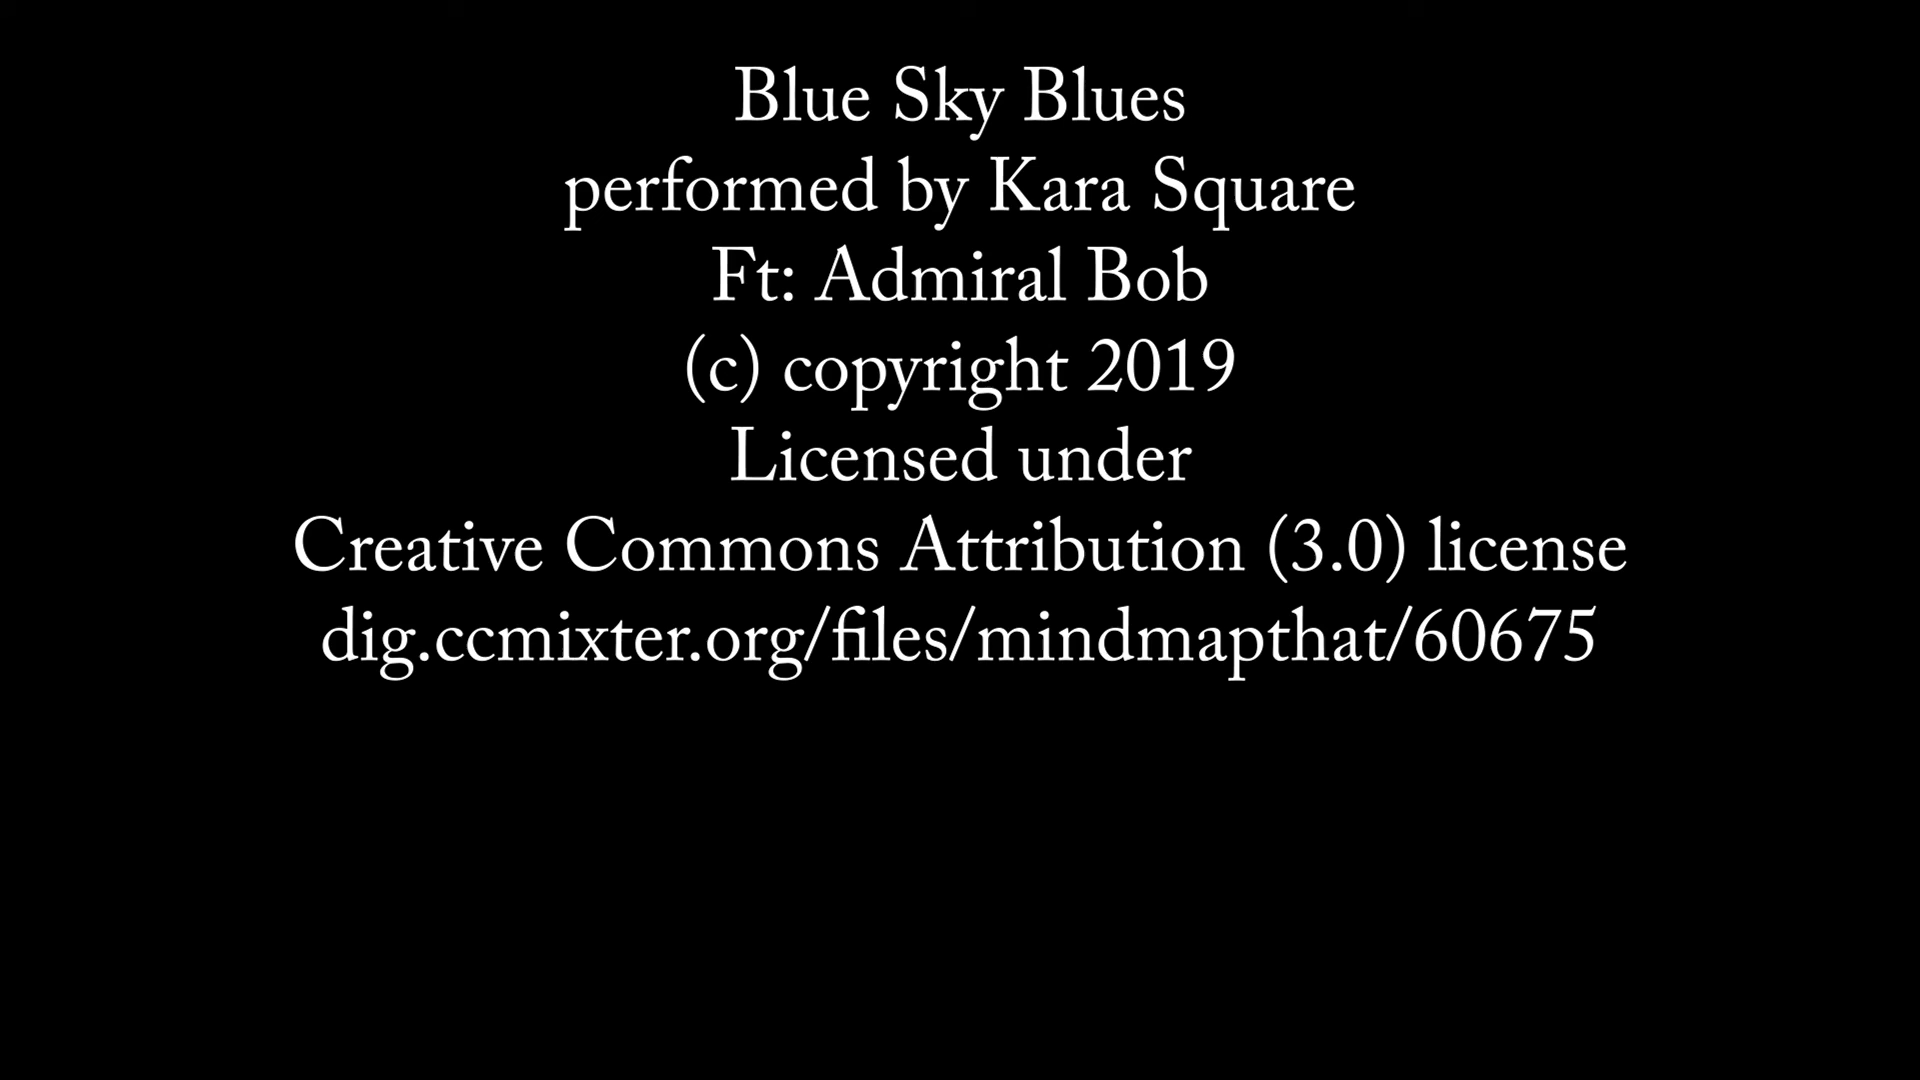 Blue Sky Blues
performed by Kara Square
Ft: Admiral Bob
(c) copyright 2019
Licensed under
Creative Commons Attribution (3.0) license
dig.ccmixter.org/files/mindmapthat/60675